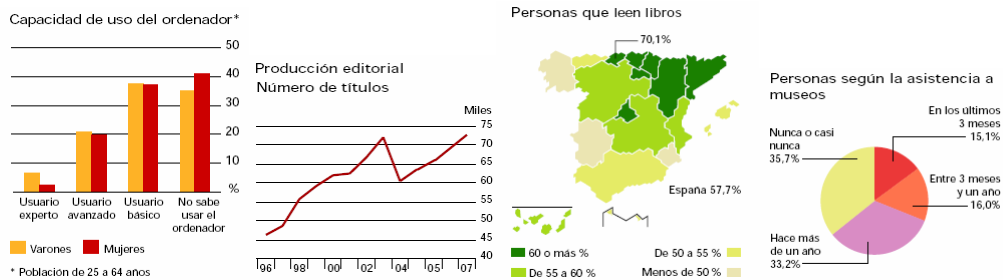 Capacidad de uso del ordenador*
50
40
30
20
10
%
Usuario experto
Usuario avanzado
Usuario básico
No sabe usar el ordenador
Varones
Mujeres
* Población de 25 a 64 años
Producción editorial
Número de títulos
Miles
75
70
65
60
55
50
45
40
96 98 00 02 04 05 07
Personas que leen libros
70,1%
España 57,7%
60 o más %
De 55 a 60 %
De 50 a 55 %
Menos de 50 %
Personas según la asistencia a
museos
En los últimos
3 meses
15,1%
Nunca o casi
nunca
35,7%
Entre 3 meses
y un año
16,0%
Hace más
de un año
33,2%